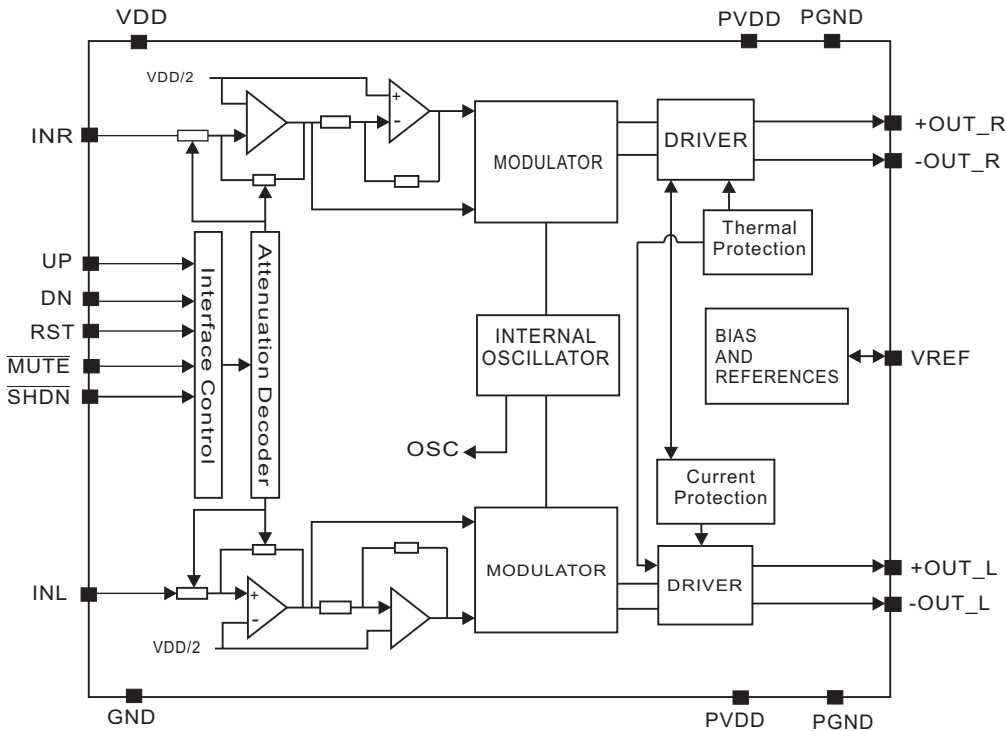 VDD
PVDD
PGND
VDD/2
+
-
INR
MODULATOR
DRIVER
+OUT_R
-OUT_R
Thermal
Protection
UP
DN
RST
MUTE
SHDN
Interface Control
Attenuation Decoder
INTERNAL
OSCILLATOR
BIAS
AND
REFERENCES
VREF
OSC
Current
Protection
INL
+
-
MODULATOR
DRIVER
+OUT_L
-OUT_L
VDD/2
GND
PVDD
PGND